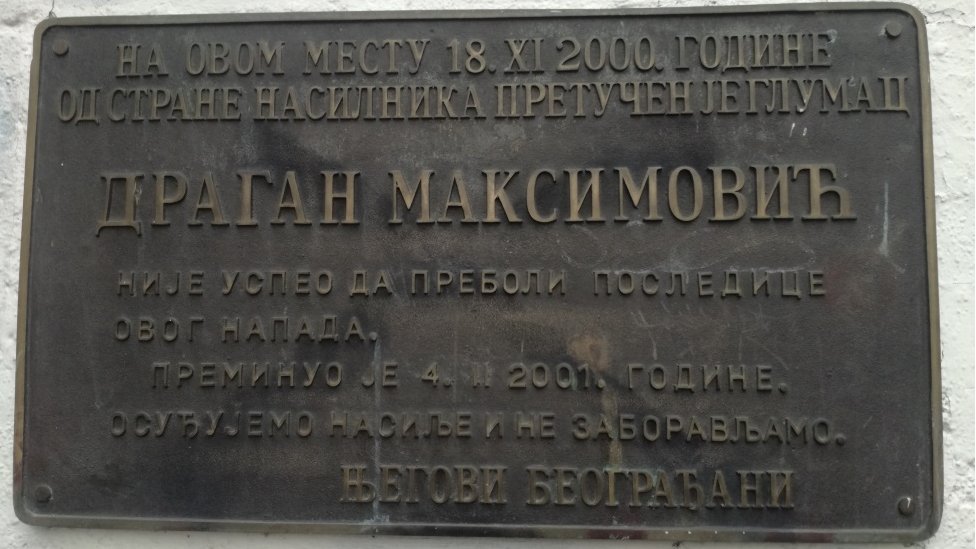 НА ОВОМ МЕСТУ 18. XI 2000. ГОДИНЕ
ОД СТРАНЕ НАСИЛНИКА ПРЕТУЧЕН ЈЕ ГЛУМАЦ
ДРАГАН МАКСИМОВИЋ
НИЈЕ УСПЕО ДА ПРЕБОЛИ ПОСЛЕДИЦЕ
ОВОГ НАПАДА.
ПРЕМИНУО ЈЕ 4. II 2001. ГОДИНЕ.
ОСУЂУЈЕМО НАСИЉЕ И НЕ ЗАБОРАВЉАМО.
ЊЕГОВИ БЕОГРАЂАНИ